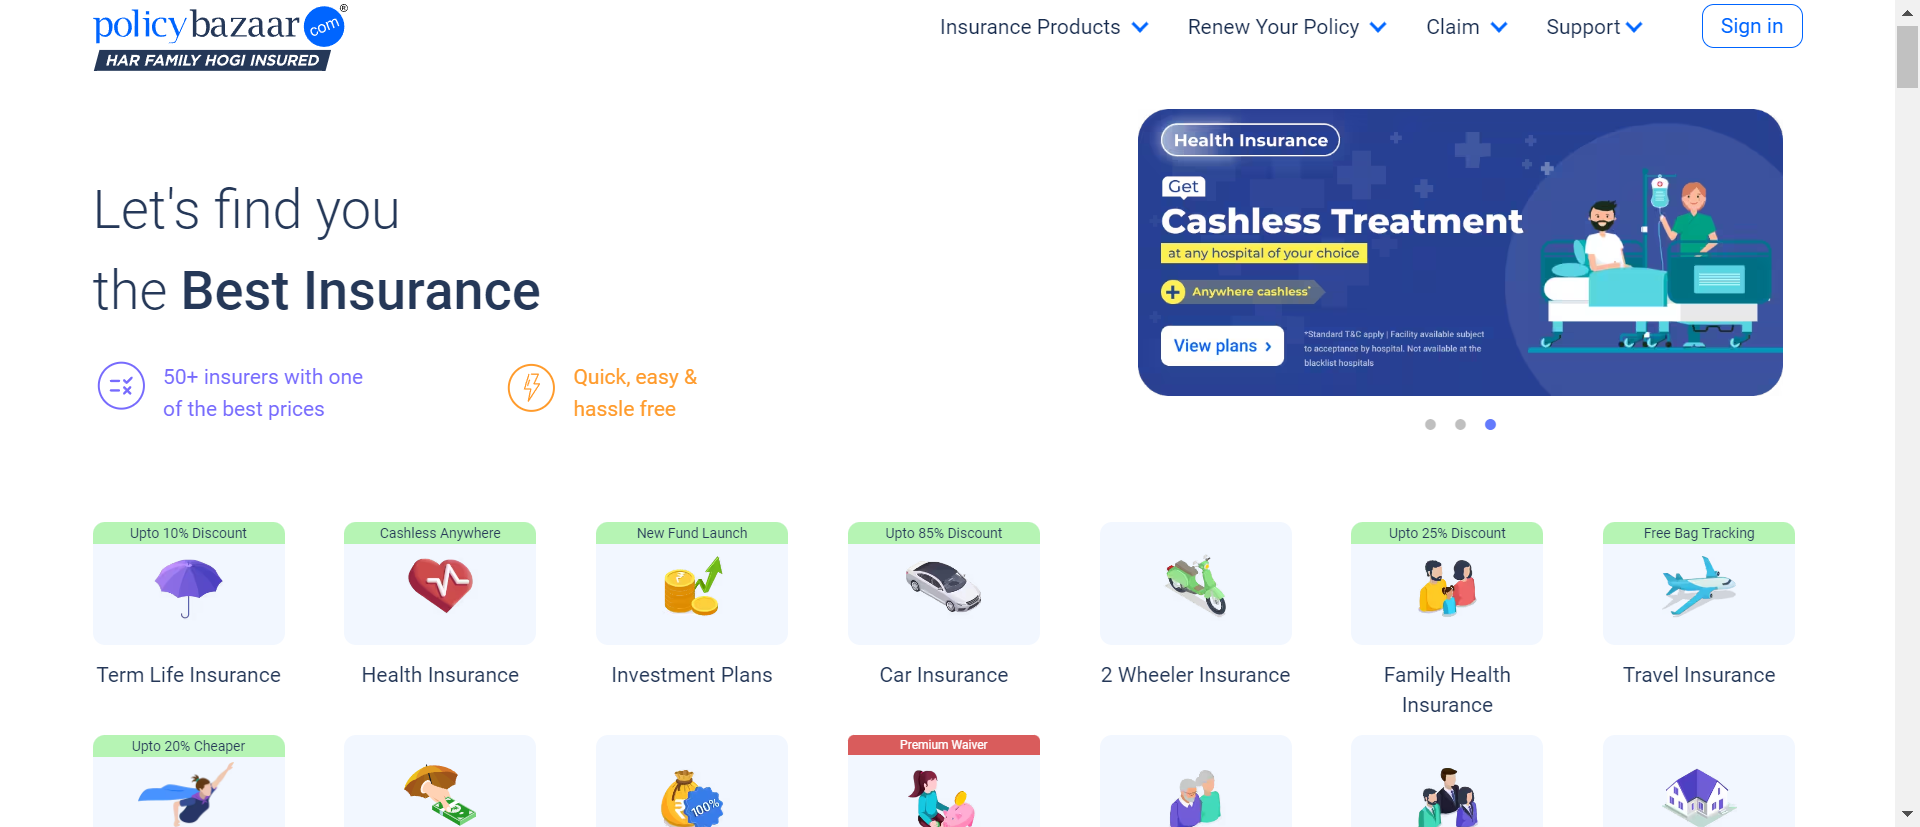 policybazaar com ®
HAR FAMILY HOGI INSURED
Insurance Products
Renew Your Policy
Claim
Support
Sign in
Let's find you
the Best Insurance
50+ insurers with one
of the best prices
Quick, easy &
hassle free
Health Insurance
Get
Cashless Treatment
at any hospital of your choice
Anywhere cashless*
View plans ›
*Standard T&C apply | Facility available subject
to acceptance by hospital. Not available at the
blacklist hospitals
Upto 10% Discount
Term Life Insurance
Cashless Anywhere
Health Insurance
New Fund Launch
Investment Plans
Upto 85% Discount
Car Insurance
2 Wheeler Insurance
Upto 25% Discount
Family Health
Insurance
Free Bag Tracking
Travel Insurance
Upto 20% Cheaper
₹
100%
Premium Waiver